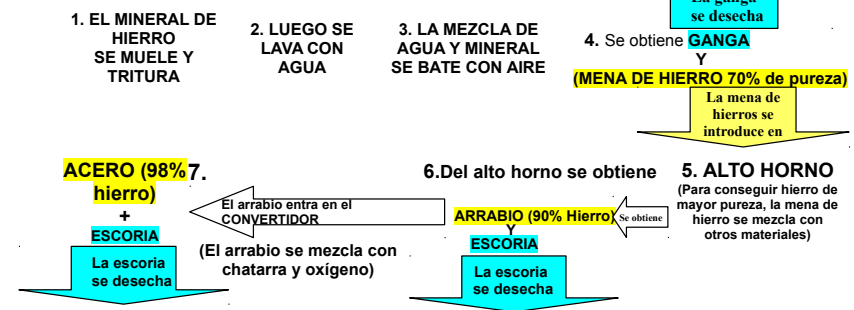 1. EL MINERAL DE
HIERRO
SE MUELE Y
TRITURA
2. LUEGO SE
LAVA CON
AGUA
3. LA MEZCLA DE
AGUA Y MINERAL
SE BATE CON AIRE
La ganga
se desecha
4. Se obtiene GANGA
Y
(MENA DE HIERRO 70% de pureza)
La mena de
hierros se
introduce en
5. ALTO HORNO
(Para conseguir hierro de
mayor pureza, la mena de
hierro se mezcla con
otros materiales)
Se obtiene
6.Del alto horno se obtiene
ARRABIO (90% Hierro)
Y
ESCORIA
La escoria
se desecha
El arrabio entra en el
CONVERTIDOR
(El arrabio se mezcla con
chatarra y oxígeno)
ACERO (98% 7.
hierro)
+
ESCORIA
La escoria
se desecha